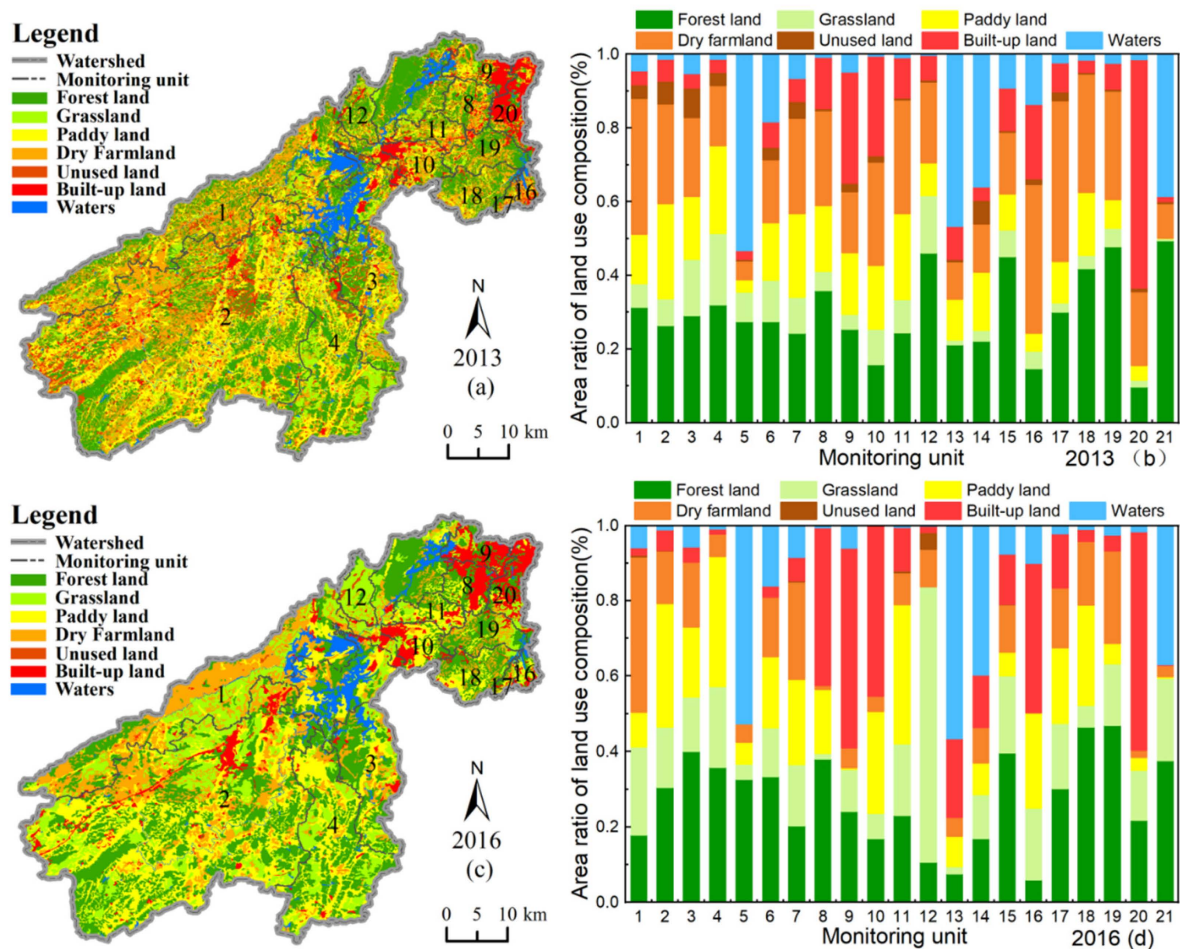 Legend
Watershed
Monitoring unit
Forest land
Grassland
Paddy land
Dry Farmland
Unused land
Built-up land
Waters
1
2
3
4
8
9
10
11
12
16
17
18
19
20
N
2013
(a)
0 5 10 km
Forest land Grassland Paddy land
Dry farmland Unused land Built-up land Waters
Area ratio of land use composition(%)
1.0
0.8
0.6
0.4
0.2
0.0
1 2 3 4 5 6 7 8 9 10 11 12 13 14 15 16 17 18 19 20 21
Monitoring unit 2013 （b）
Legend
Watershed
Monitoring unit
Forest land
Grassland
Paddy land
Dry Farmland
Unused land
Built-up land
Waters
1
2
3
4
8
9
10
11
12
16
17
18
19
20
N
2016
(c)
0 5 10 km
Forest land Grassland Paddy land
Dry farmland Unused land Built-up land Waters
Area ratio of land use composition(%)
1.0
0.8
0.6
0.4
0.2
0.0
1 2 3 4 5 6 7 8 9 10 11 12 13 14 15 16 17 18 19 20 21
Monitoring unit 2016 (d)